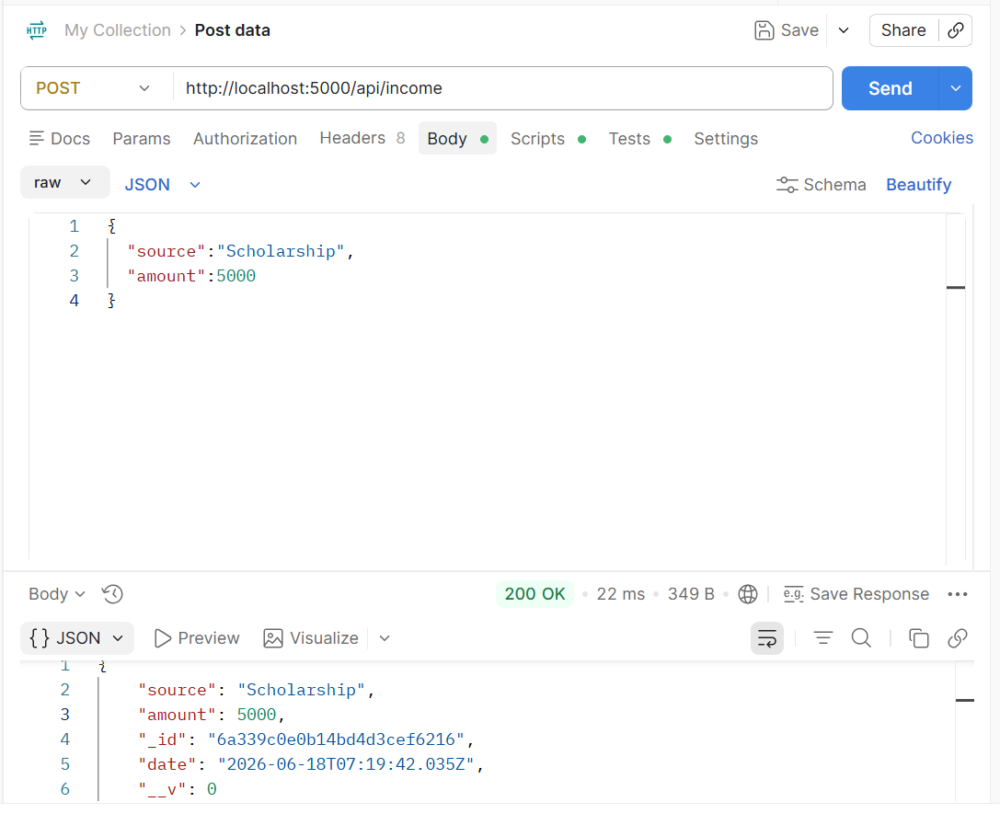 HTTP My Collection > Post data Save Share
POST http://localhost:5000/api/income Send
Docs Params Authorization Headers 8 Body Scripts Tests Settings Cookies
raw JSON Schema Beautify
1 {
2 "source":"Scholarship",
3 "amount":5000
4 }
Body 200 OK • 22 ms • 349 B • e.g. Save Response
{} JSON Preview Visualize
1 {
2 "source": "Scholarship",
3 "amount": 5000,
4 "_id": "6a339c0e0b14bd4d3cef6216",
5 "date": "2026-06-18T07:19:42.035Z",
6 "__v": 0